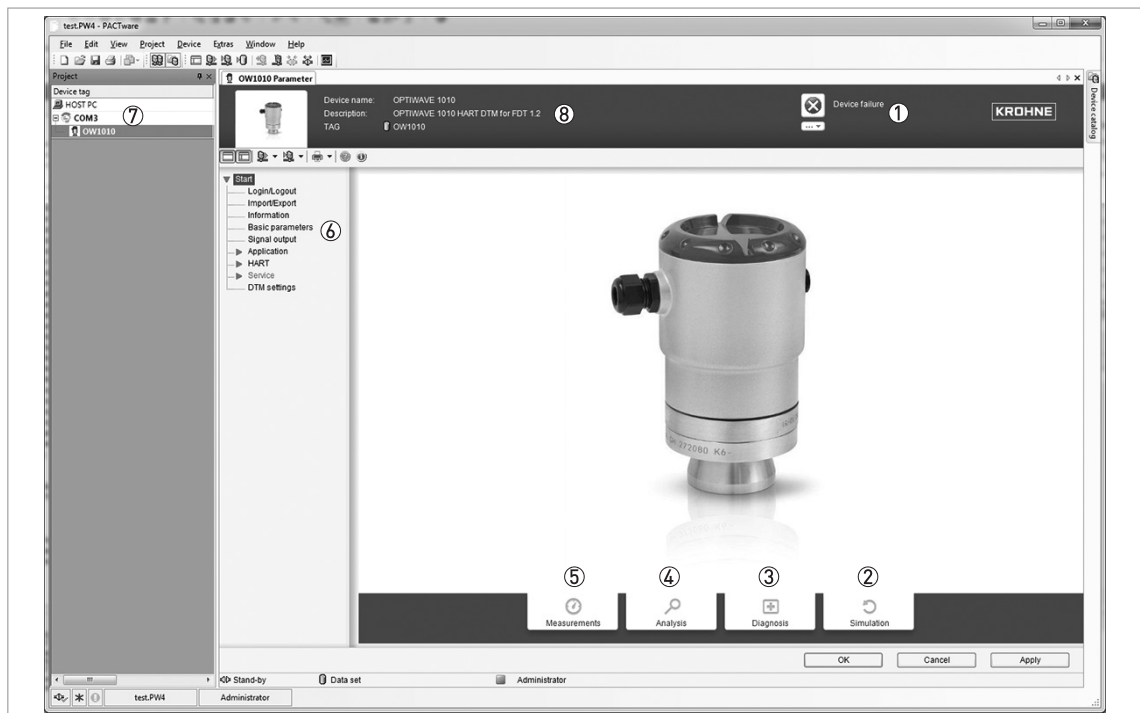 test.PW4 - PACTware
File Edit View Project Device Extras Window Help
Project
OW1010 Parameter
Device tag
HOST PC
COM3
OW1010
⑦
Device name: OPTIWAVE 1010
Description: OPTIWAVE 1010 HART DTM for FDT 1.2
TAG OW1010
⑧
Device failure
①
KROHNE
Device catalog
Start
Login/Logout
Import/Export
Information
Basic parameters
Signal output
Application
HART
Service
DTM settings
⑥
272080 K6-
⑤ ④ ③ ②
Measurements Analysis Diagnosis Simulation
OK Cancel Apply
Stand-by Data set Administrator
test.PW4 Administrator